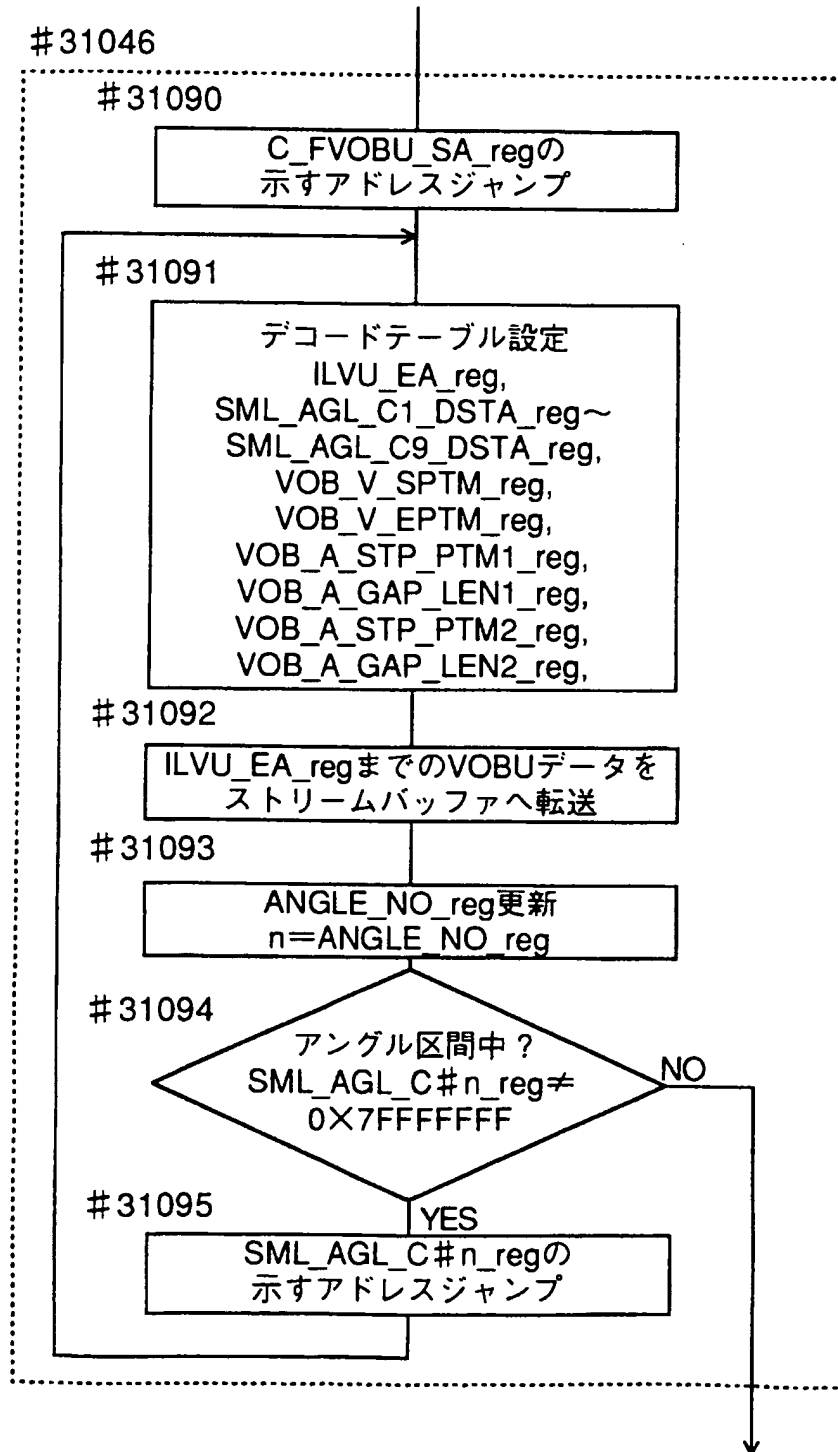 #31046
#31090
C_FVOBU_SA_regの
示すアドレスジャンプ
#31091
デコードテーブル設定
ILVU_EA_reg,
SML_AGL_C1_DSTA_reg～
SML_AGL_C9_DSTA_reg,
VOB_V_SPTM_reg,
VOB_V_EPTM_reg,
VOB_A_STP_PTM1_reg,
VOB_A_GAP_LEN1_reg,
VOB_A_STP_PTM2_reg,
VOB_A_GAP_LEN2_reg,
#31092
ILVU_EA_regまでのVOBUデータを
ストリームバッファへ転送
#31093
ANGLE_NO_reg更新
n=ANGLE_NO_reg
#31094
アングル区間中？
SML_AGL_C#n_reg≠
0×7FFFFFFF
NO
#31095
YES
SML_AGL_C#n_regの
示すアドレスジャンプ